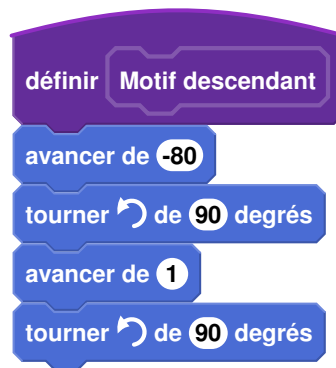 définir Motif descendant
avancer de -80
tourner de 90 degrés
avancer de 1
tourner de 90 degrés